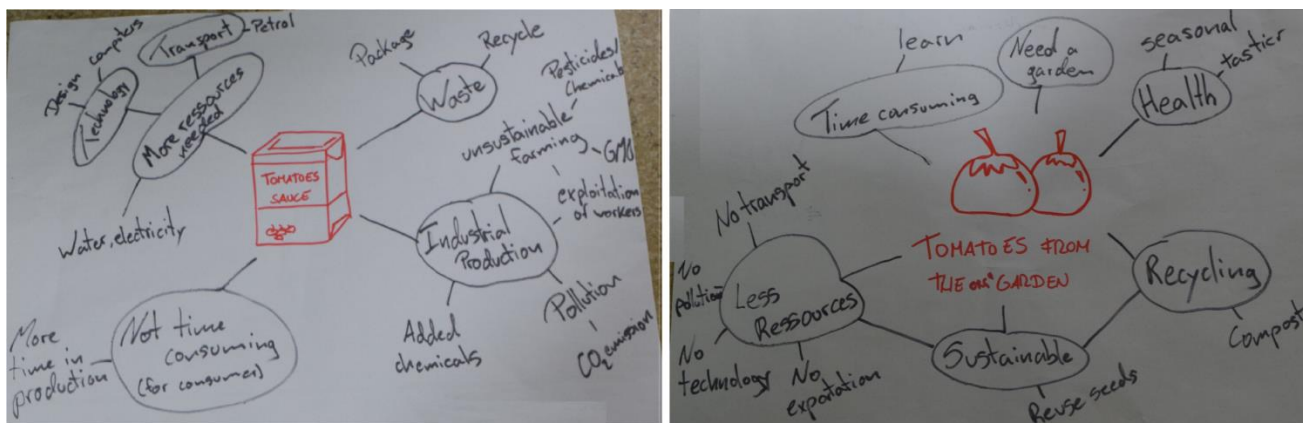 Design computers
Technology
Transport
Petrol
More ressources
needed
Water, electricity
TOMATOES
SAUCE
Package
Recycle
Waste
Pesticides/
Chemicals
unsustainable
farming
GMO
exploitation
of workers
Industrial
Production
Pollution
CO2 emission
Added
chemicals
Not time
consuming
(for consumer)
More
time in
production
learn
Time consuming
Need a
garden
seasonal
tastier
Health
TOMATOES FROM
GARDEN
No transport
No
pollution
Less
Ressources
No
technology
No
exportation
Sustainable
Reuse seeds
Recycling
Compost